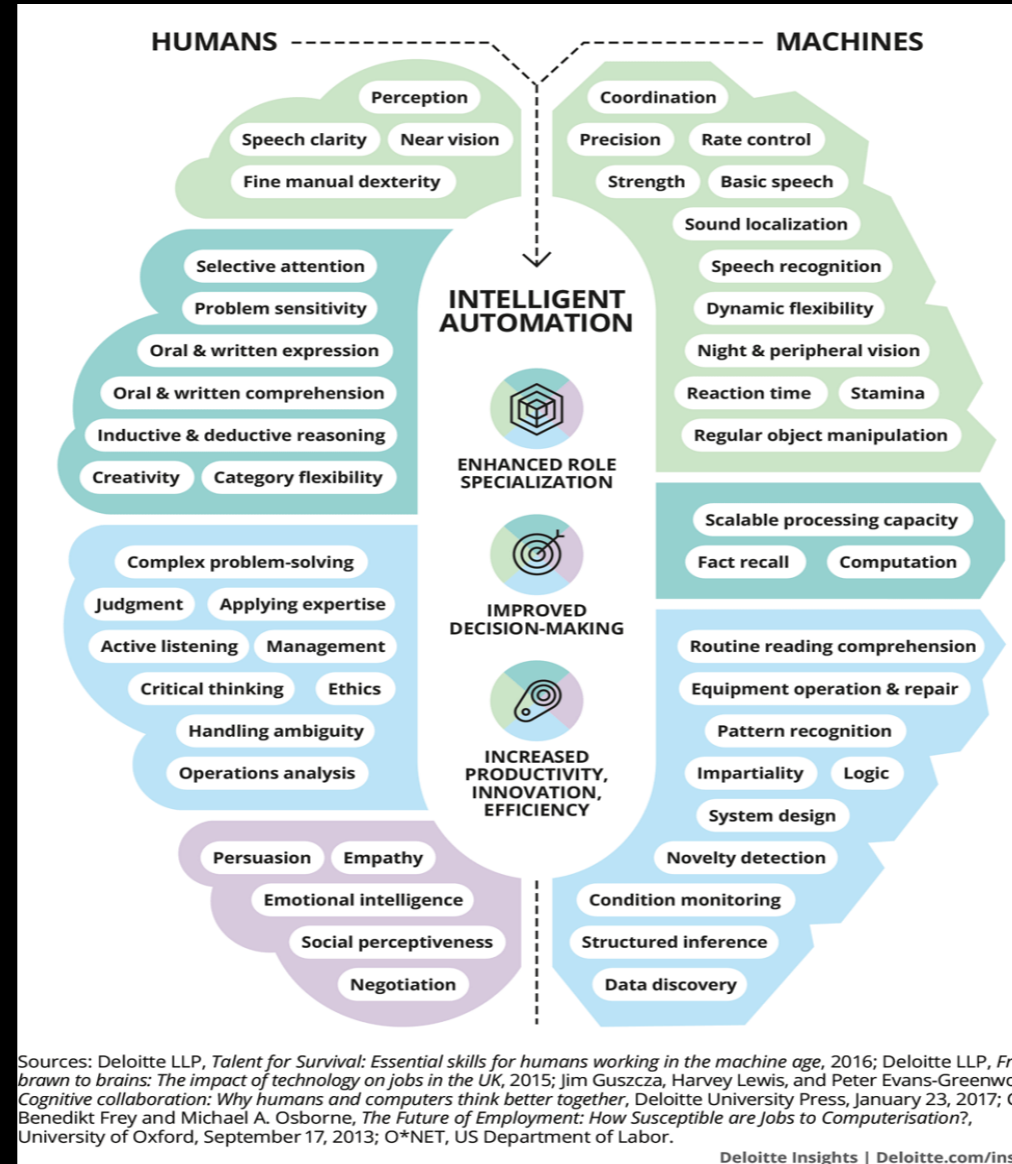 HUMANS
MACHINES
Perception
Speech clarity
Near vision
Fine manual dexterity
Selective attention
Problem sensitivity
Oral & written expression
Oral & written comprehension
Inductive & deductive reasoning
Creativity
Category flexibility
Complex problem-solving
Judgment
Applying expertise
Active listening
Management
Critical thinking
Ethics
Handling ambiguity
Operations analysis
Persuasion
Empathy
Emotional intelligence
Social perceptiveness
Negotiation
INTELLIGENT
AUTOMATION
ENHANCED ROLE
SPECIALIZATION
IMPROVED
DECISION-MAKING
INCREASED
PRODUCTIVITY,
INNOVATION,
EFFICIENCY
Coordination
Precision
Rate control
Strength
Basic speech
Sound localization
Speech recognition
Dynamic flexibility
Night & peripheral vision
Reaction time
Stamina
Regular object manipulation
Scalable processing capacity
Fact recall
Computation
Routine reading comprehension
Equipment operation & repair
Pattern recognition
Impartiality
Logic
System design
Novelty detection
Condition monitoring
Structured inference
Data discovery
Sources: Deloitte LLP, Talent for Survival: Essential skills for humans working in the machine age, 2016; Deloitte LLP,
brawn to brains: The impact of technology on jobs in the UK, 2015; Jim Guszcza, Harvey Lewis, and Peter
Cognitive collaboration: Why humans and computers think better together, Deloitte University Press, January 23, 2017;
Benedikt Frey and Michael A. Osborne, The Future of Employment: How Susceptible are Jobs to Computerisation?,
University of Oxford, September 17, 2013; O*NET, US Department of Labor.
Deloitte Insights | Deloitte.com/ins